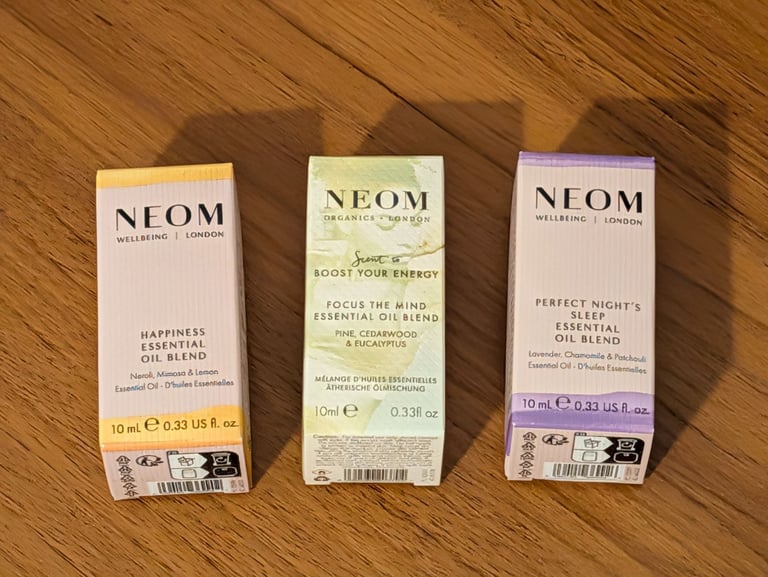 NEOM
WELLBEING | LONDON
HAPPINESS
ESSENTIAL
OIL BLEND
Neroli, Mimosa & Lemon
Essential Oil - D'huiles Essentielles
10 mL e 0.33 US fl. oz.
NEOM
ORGANICS • LONDON
Scent to
BOOST YOUR ENERGY
FOCUS THE MIND
ESSENTIAL OIL BLEND
PINE, CEDARWOOD
& EUCALYPTUS
MÉLANGE D'HUILES ESSENTIELLES
ÄTHERISCHE ÖLMISCHUNG
10ml e 0.33fl oz
NEOM
WELLBEING | LONDON
PERFECT NIGHT'S
SLEEP
ESSENTIAL
OIL BLEND
Lavender, Chamomile & Patchouli
Essential Oil - D'huiles Essentielles
10 mL e 0.33 US fl. oz.